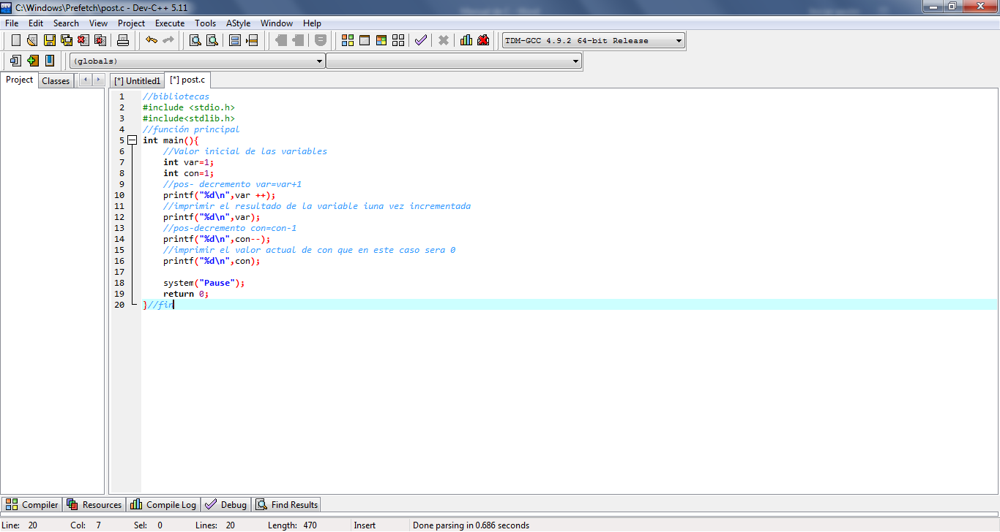 C:\Windows\Prefetch\post.c - Dev-C++ 5.11
File Edit Search View Project Execute Tools AStyle Window Help
TDM-GCC 4.9.2 64-bit Release
(globals)
Project Classes [*] Untitled1 [*] post.c
1 //bibliotecas
2 #include <stdio.h>
3 #include<stdlib.h>
4 //función principal
5 int main(){
6 //Valor inicial de las variables
7 int var=1;
8 int con=1;
9 //pos- decremento var=var+1
10 printf("%d\n",var ++);
11 //imprimir el resultado de la variable iuna vez incrementada
12 printf("%d\n",var);
13 //pos-decremento con=con-1
14 printf("%d\n",con--);
15 //imprimir el valor actual de con que en este caso sera 0
16 printf("%d\n",con);
17
18 system("Pause");
19 return 0;
20 }//fin
Compiler Resources Compile Log Debug Find Results
Line: 20 Col: 7 Sel: 0 Lines: 20 Length: 470 Insert Done parsing in 0.686 seconds